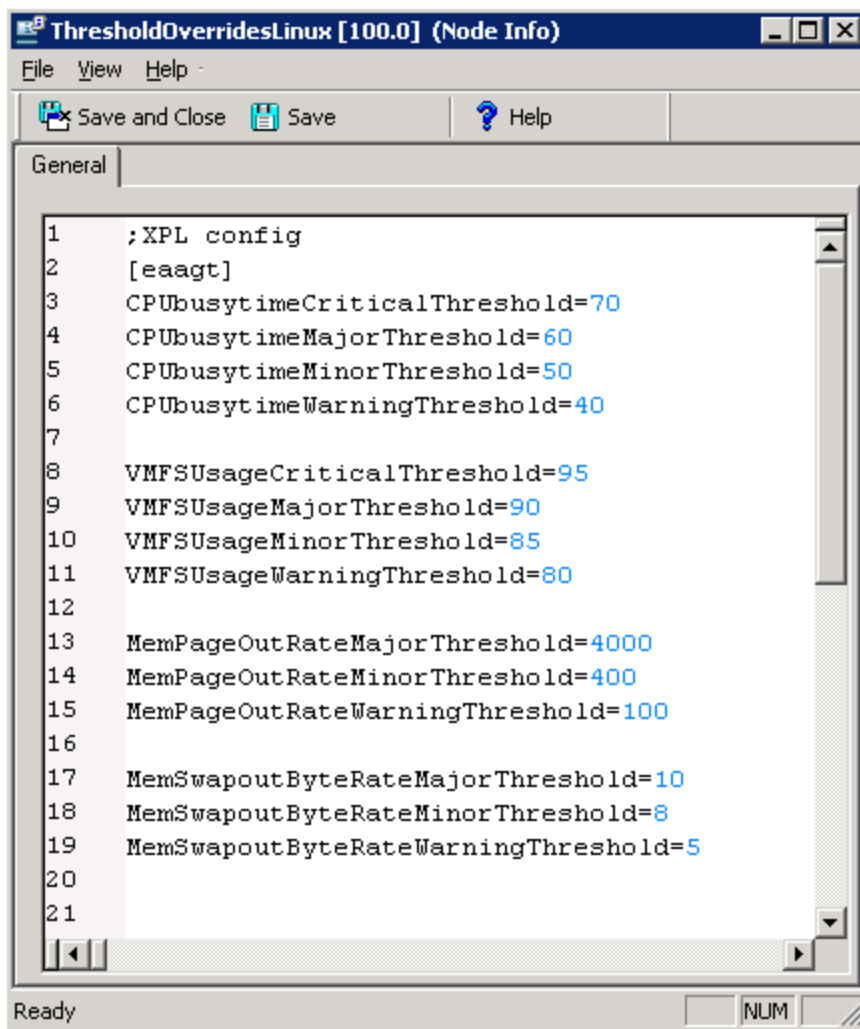 ThresholdOverridesLinux [100.0] (Node Info)
File View Help
Save and Close Save Help
General
1 ;XPL config
2 [eaagt]
3 CPUbusytimeCriticalThreshold=70
4 CPUbusytimeMajorThreshold=60
5 CPUbusytimeMinorThreshold=50
6 CPUbusytimeWarningThreshold=40
7
8 VMFSUsageCriticalThreshold=95
9 VMFSUsageMajorThreshold=90
10 VMFSUsageMinorThreshold=85
11 VMFSUsageWarningThreshold=80
12
13 MemPageOutRateMajorThreshold=4000
14 MemPageOutRateMinorThreshold=400
15 MemPageOutRateWarningThreshold=100
16
17 MemSwapoutByteRateMajorThreshold=10
18 MemSwapoutByteRateMinorThreshold=8
19 MemSwapoutByteRateWarningThreshold=5
20
21
Ready NUM